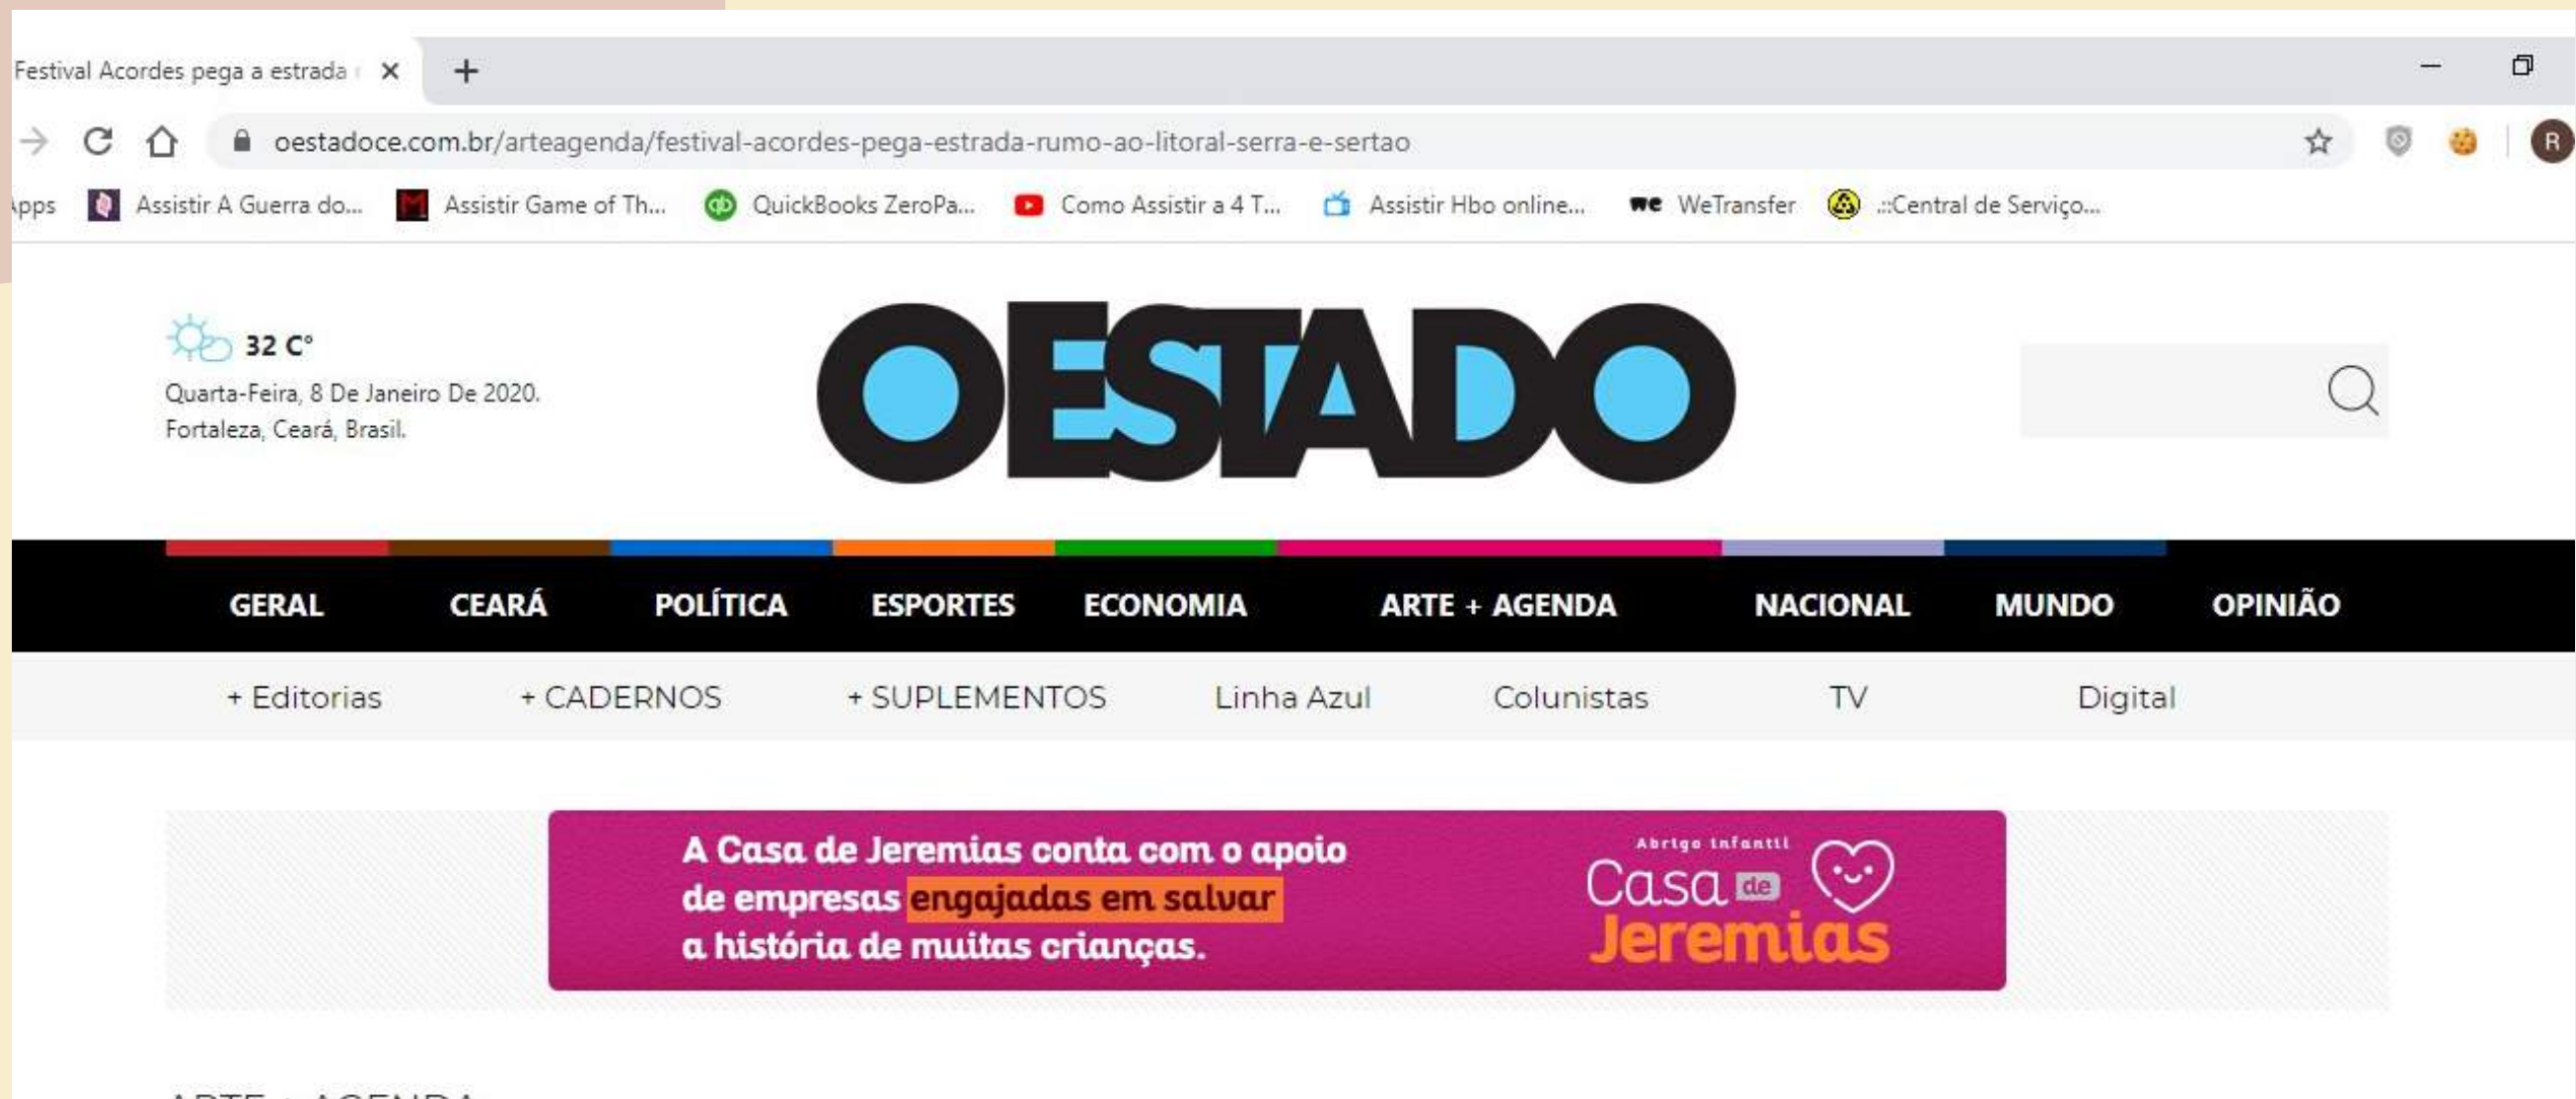 Festival Acordes pega a estrada
oestadoce.com.br/arteagenda/festival-acordes-pega-estrada-rumo-ao-litoral-serra-e-sertao
R
Apps Assistir A Guerra do... Assistir Game of Th... QuickBooks ZeroPa... Como Assistir a 4 T... Assistir Hbo online... we WeTransfer .::Central de Serviço...
32 C°
Quarta-Feira, 8 De Janeiro De 2020.
Fortaleza, Ceará, Brasil.
OESTADO
GERAL CEARÁ POLÍTICA ESPORTES ECONOMIA ARTE + AGENDA NACIONAL MUNDO OPINIÃO
+ Editorias + CADERNOS + SUPLEMENTOS Linha Azul Colunistas TV Digital
A Casa de Jeremias conta com o apoio
de empresas engajadas em salvar
a história de muitas crianças.
Abrigo Infantil
Casa de
Jeremias
ARTE + AGENDA